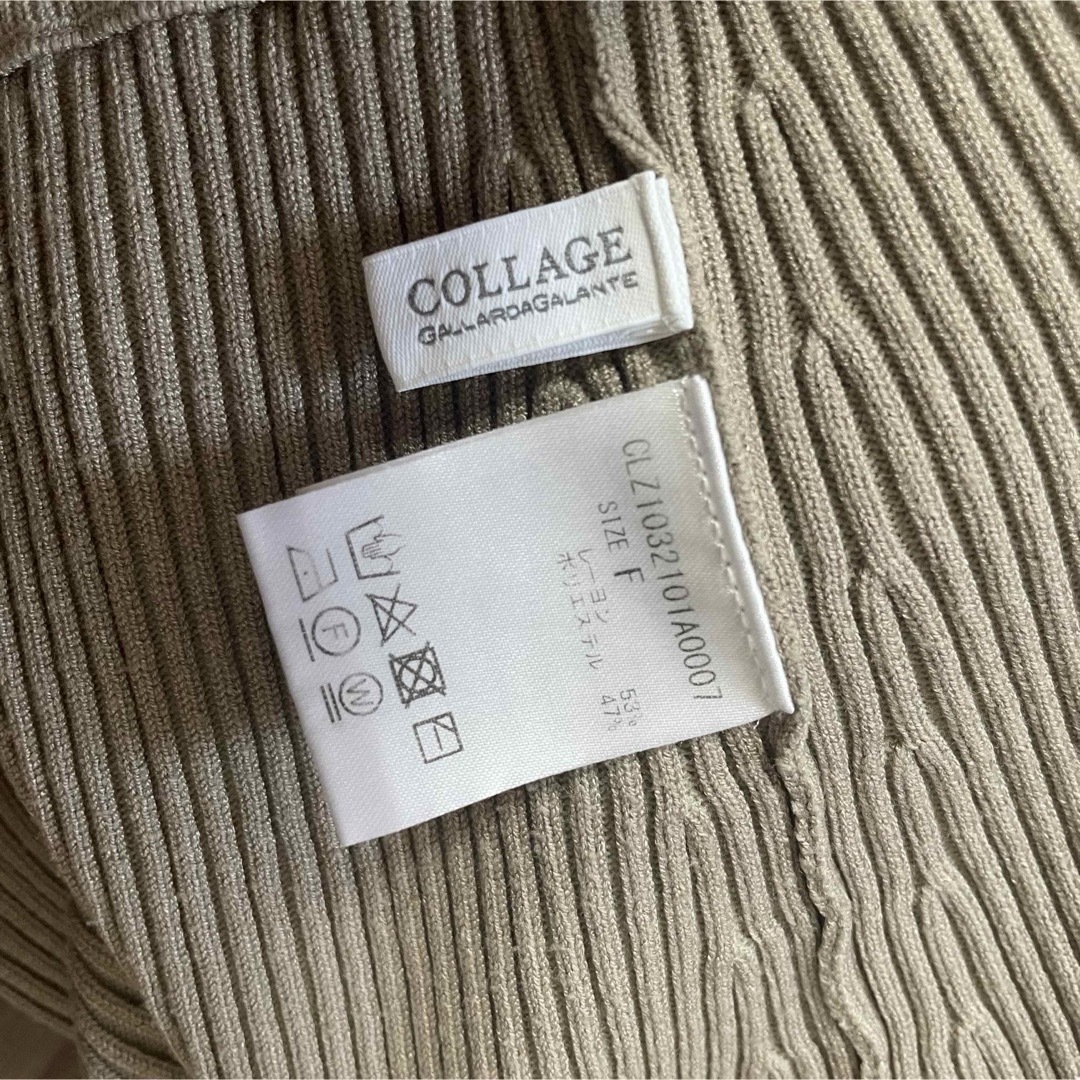 COLLAGE
GALLARDAGALANTE
CLZ1032101A0007
SIZE F
レーヨン 53%
ポリエステル 47%
F
W